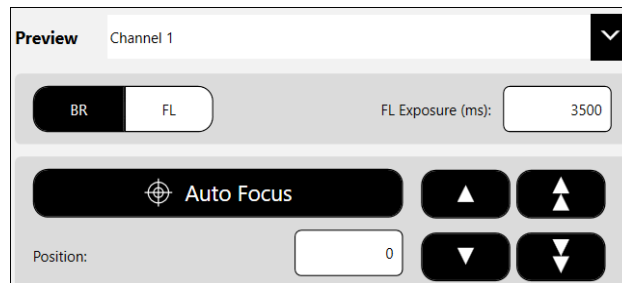 Preview Channel 1
BR FL FL Exposure (ms): 3500
Auto Focus
Position: 0